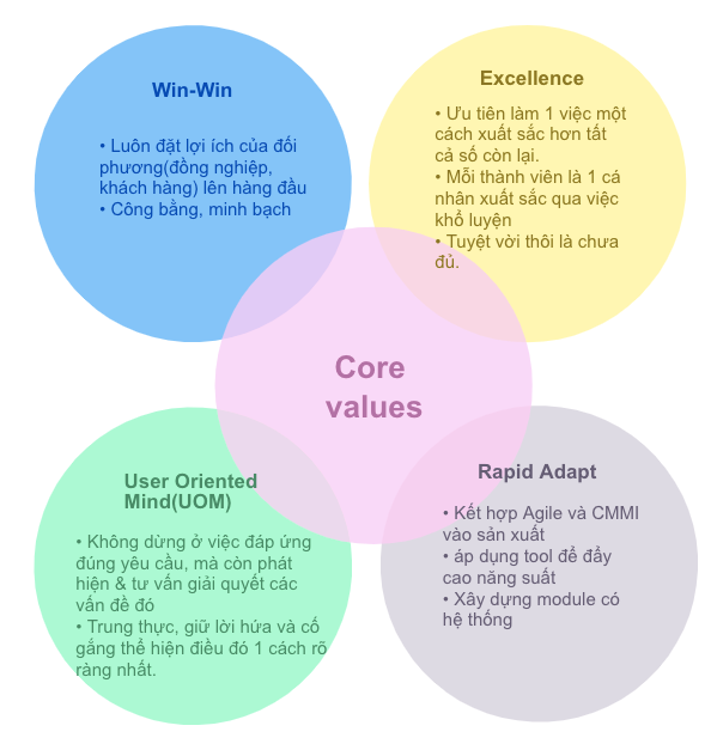 Win-Win
• Luôn đặt lợi ích của đối
phương(đồng nghiệp,
khách hàng) lên hàng đầu
• Công bằng, minh bạch
Excellence
• Ưu tiên làm 1 việc một
cách xuất sắc hơn tất
cả số còn lại.
• Mỗi thành viên là 1 cá
nhân xuất sắc qua việc
khổ luyện
• Tuyệt vời thôi là chưa
đủ.
Core
values
User Oriented
Mind(UOM)
• Không dừng ở việc đáp ứng
đúng yêu cầu, mà còn phát
hiện & tư vấn giải quyết các
vấn đề đó
• Trung thực, giữ lời hứa và cố
gắng thể hiện điều đó 1 cách rõ
ràng nhất.
Rapid Adapt
• Kết hợp Agile và CMMI
vào sản xuất
• áp dụng tool để đẩy
cao năng suất
• Xây dựng module có
hệ thống